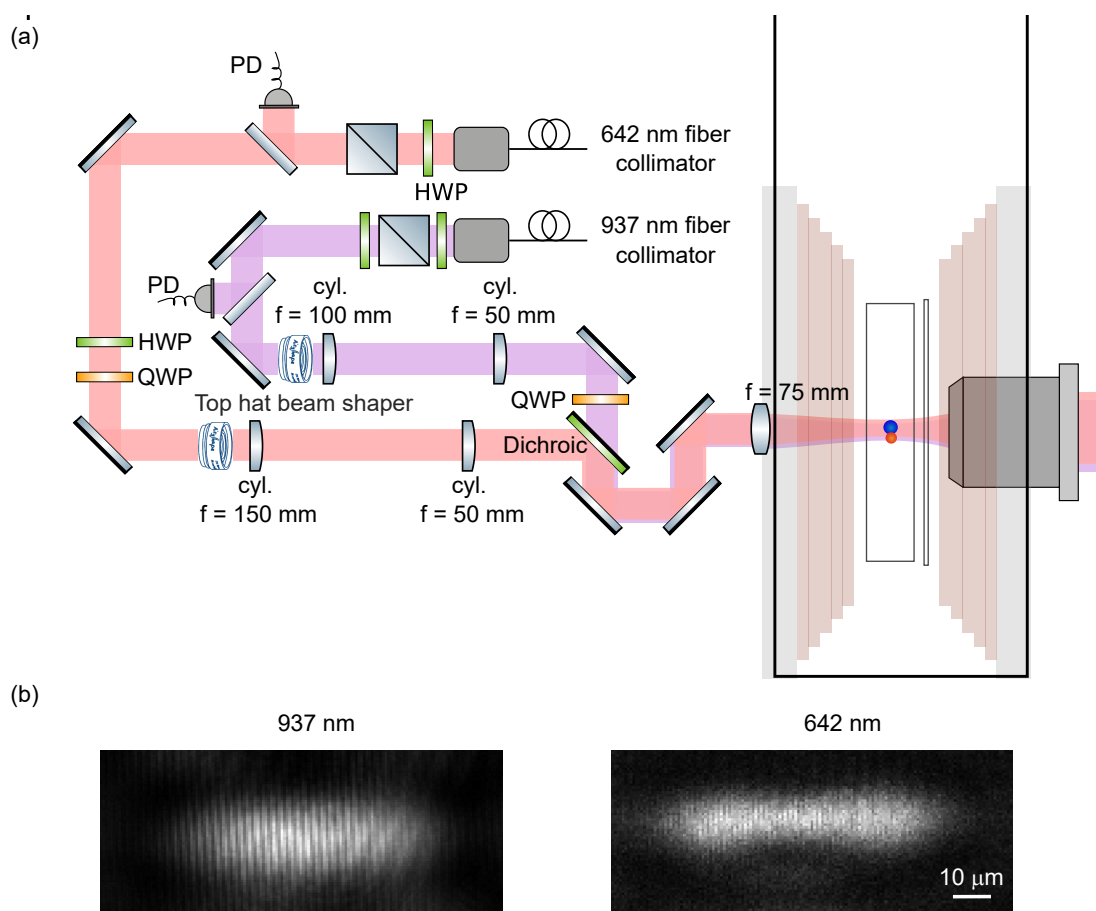 (a)
PD
642 nm fiber
collimator
HWP
937 nm fiber
collimator
PD
cyl.
f = 100 mm
cyl.
f = 50 mm
HWP
QWP
QWP
f = 75 mm
Top hat beam shaper
Dichroic
cyl.
f = 150 mm
cyl.
f = 50 mm
(b)
937 nm
642 nm
10 μm